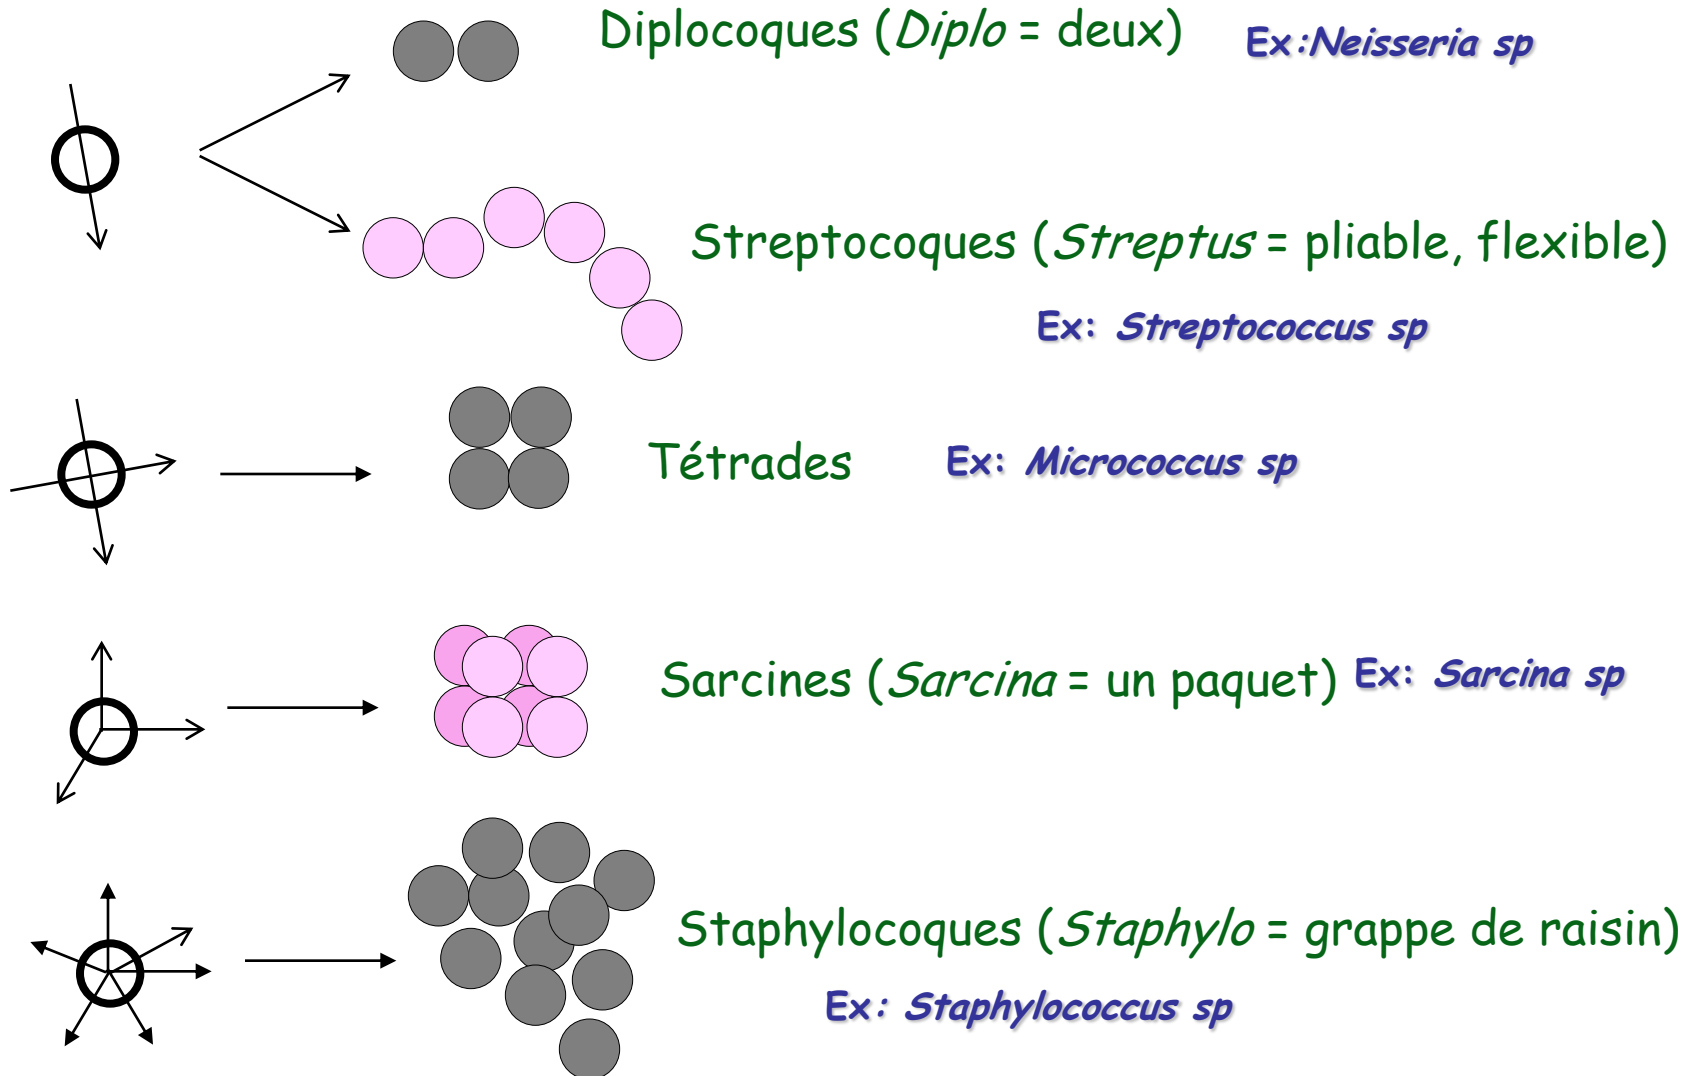 Diplocoques (Diplo = deux) Ex:Neisseria sp
Streptocoques (Streptus = pliable, flexible)
Ex: Streptococcus sp
Tétrades Ex: Micrococcus sp
Sarcines (Sarcina = un paquet) Ex: Sarcina sp
Staphylocoques (Staphylo = grappe de raisin)
Ex: Staphylococcus sp